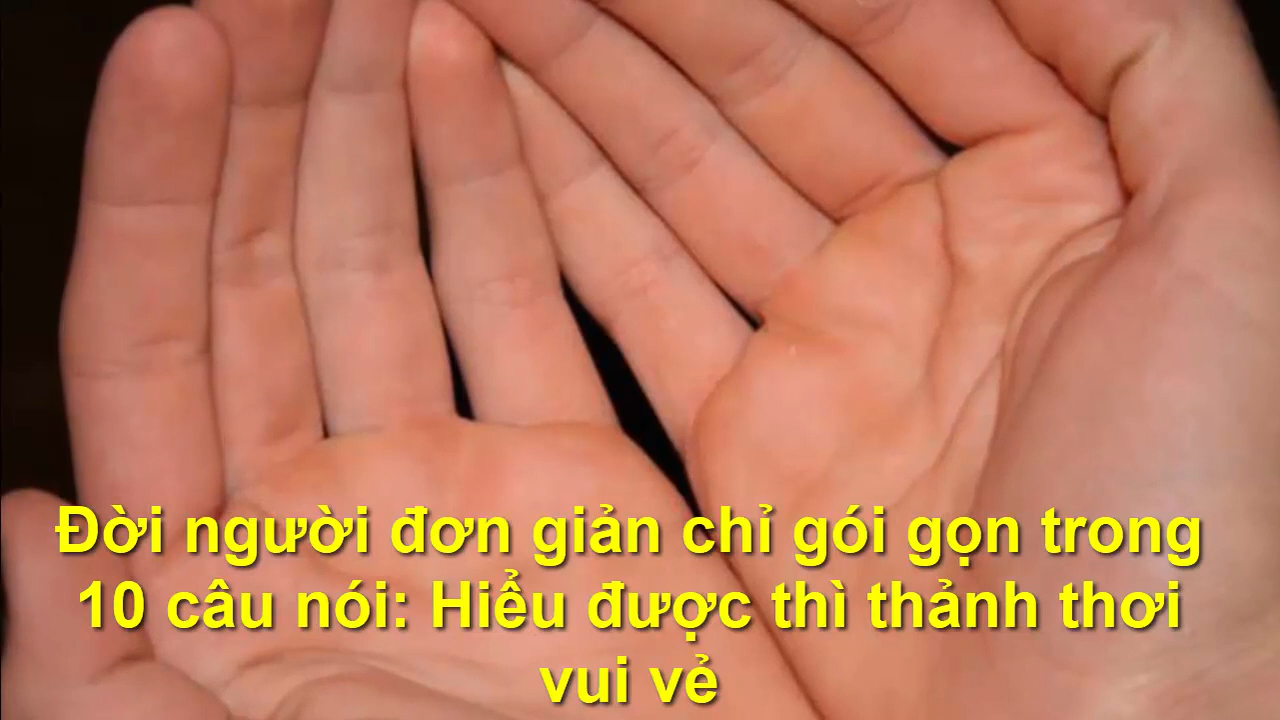 Đời người đơn giản chỉ gói gọn trong
10 câu nói: Hiểu được thì thảnh thơi
vui vẻ